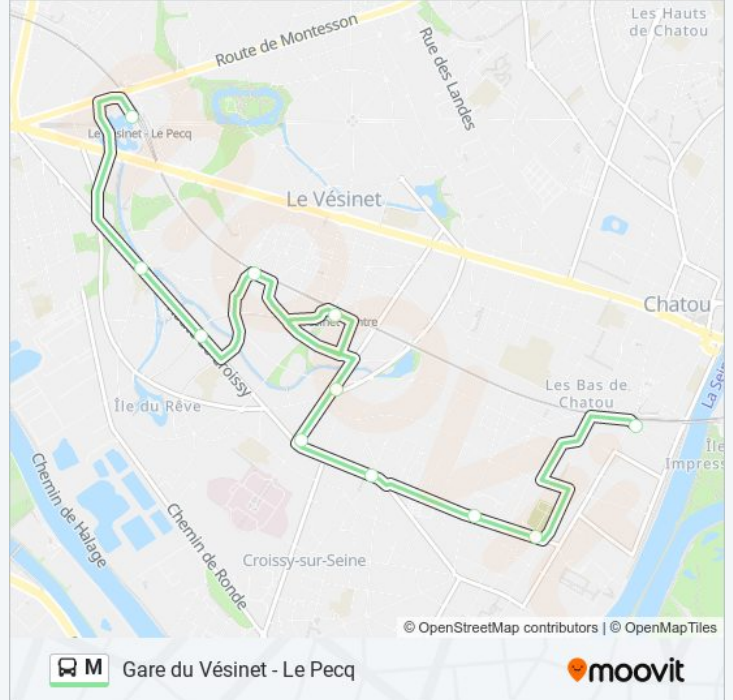 Les Hauts
de Chatou
Route de Montesson
Rue des Landes
Le Vésinet - Le Pecq
Le Vésinet
Chatou
La Sei
Les Bas de
Chatou
Île du Rêve
Croissy
Île
Impress
Chemin de Halage
Chemin de Ronde
Croissy-sur-Seine
© OpenStreetMap contributors | © OpenMapTiles
M Gare du Vésinet - Le Pecq
moovit